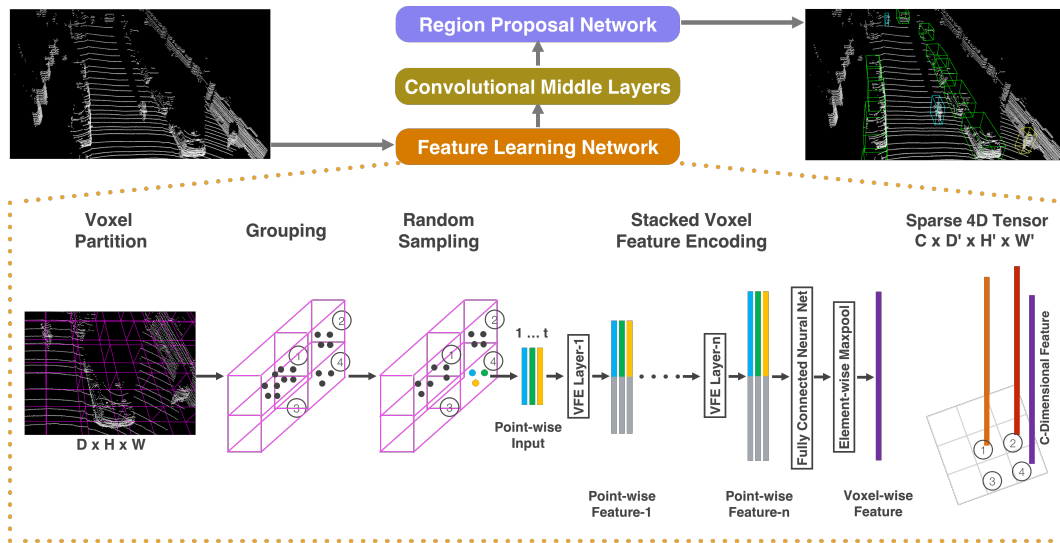 Region Proposal Network
Convolutional Middle Layers
Feature Learning Network
Voxel
Partition
Grouping
Random
Sampling
Stacked Voxel
Feature Encoding
Sparse 4D Tensor
C x D' x H' x W'
D x H x W
1
2
3
4
1
2
3
4
1 ... t
Point-wise
Input
VFE Layer-1
Point-wise
Feature-1
VFE Layer-n
Point-wise
Feature-n
Fully Connected Neural Net
Element-wise Maxpool
Voxel-wise
Feature
C-Dimensional Feature
1
2
3
4